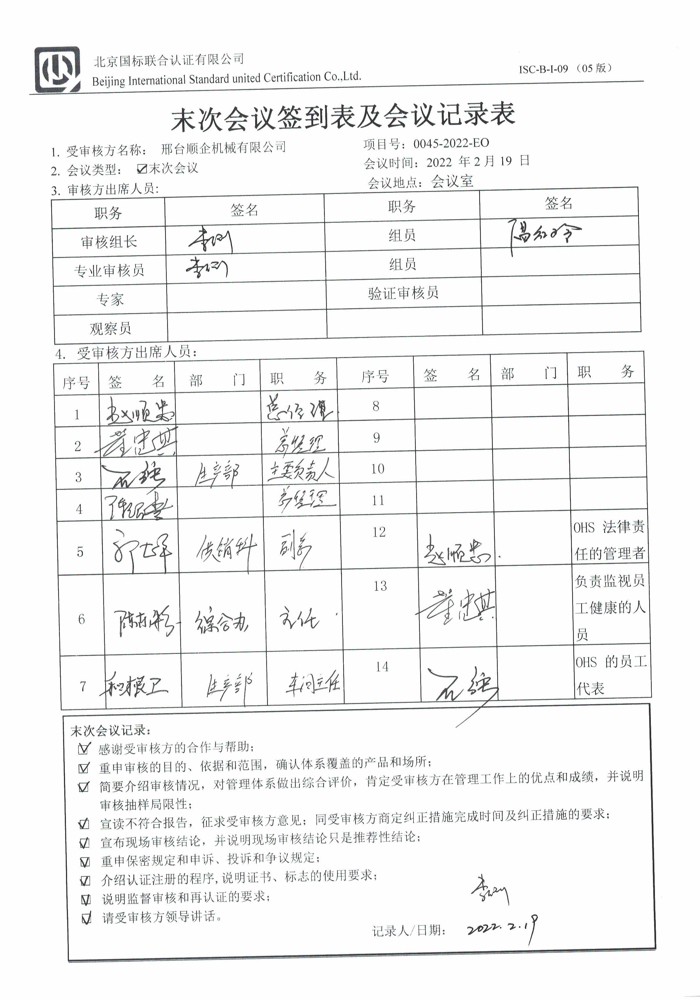 北京国标联合认证有限公司
Beijing International Standard united Certification Co.,Ltd.
ISC-B-I-09 (05 版)
末次会议签到表及会议记录表
1. 受审核方名称： 邢台顺企机械有限公司
项目号：0045-2022-EO
2. 会议类型： ☑末次会议
会议时间：2022 年 2 月 19 日
3. 审核方出席人员:
会议地点：会议室
职务 签名 职务 签名
审核组长 组员
专业审核员 组员
专家 验证审核员
观察员
4. 受审核方出席人员：
序号 签 名 部 门 职 务 序号 签 名 部 门 职 务
1 赵顺忠 总经理 8
2 董忠其 总经理 9
3 石强 生产部 主要负责人 10
4 总经理 11
5 供销科 副总 12 赵顺忠 OHS 法律责
任的管理者
6 综合办 主任 13 董忠其 负责监视员
工健康的人
员
7 和根卫 生产部 车间主任 14 石强 OHS 的员工
代表
末次会议记录：
☑ 感谢受审核方的合作与帮助；
☑ 重申审核的目的、依据和范围，确认体系覆盖的产品和场所；
☑ 简要介绍审核情况，对管理体系做出综合评价，肯定受审核方在管理工作上的优点和成绩，并说明
审核抽样局限性；
☑ 宣读不符合报告，征求受审核方意见；同受审核方商定纠正措施完成时间及纠正措施的要求；
☑ 宣布现场审核结论，并说明现场审核结论只是推荐性结论；
☑ 重申保密规定和申诉、投诉和争议规定；
☑ 介绍认证注册的程序,说明证书、标志的使用要求；
☑ 说明监督审核和再认证的要求；
☑ 请受审核方领导讲话。
记录人/日期： 2022.2.19